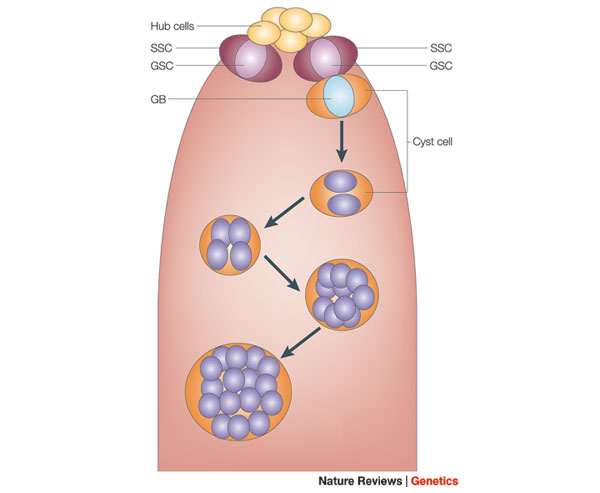 Hub cells
SSC
SSC
GSC
GSC
GB
Cyst cell
Nature Reviews | Genetics